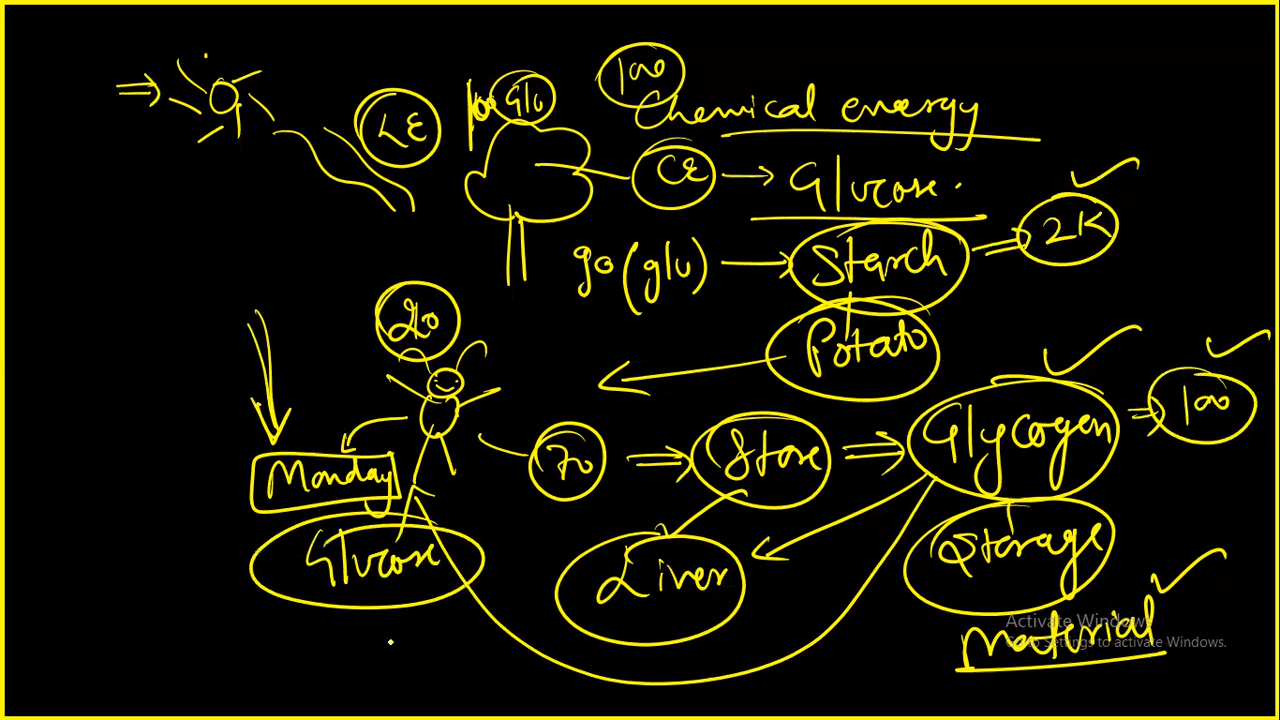 ⇒ LE
100 Glu
100
Chemical energy
CE → Glucose.
90 (glu) → Starch ⇒ 2K
Potato
20
70 ⇒ Store ⇒ Glycogen ⇒ 100
Monday
Glucose
Liver
Storage
Material
Activate Windows
Go to Settings to activate Windows.